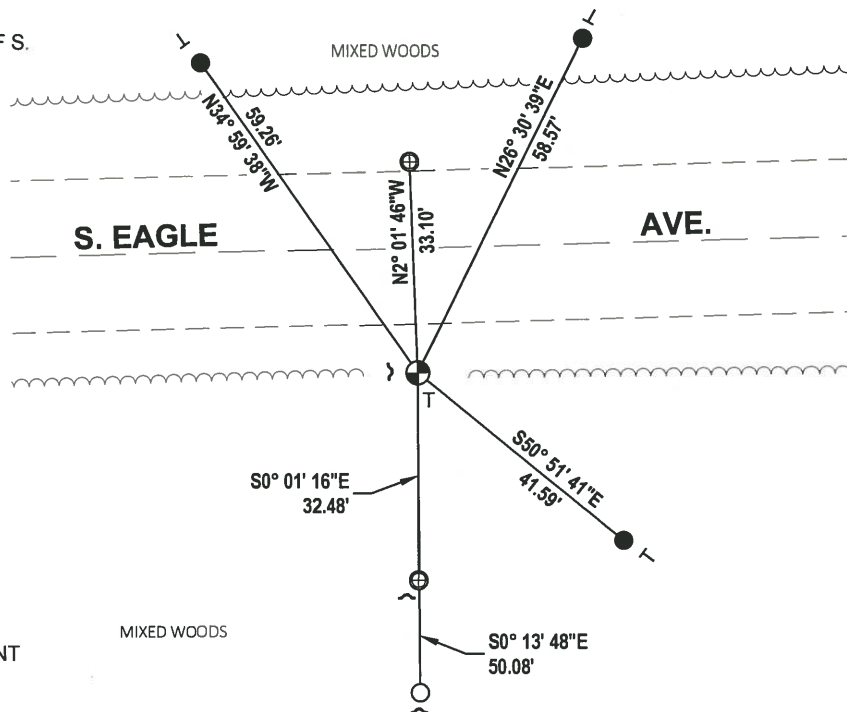 F S.
MIXED WOODS
T
T
59.26'
N34° 59' 38"W
N26° 30' 39"E
58.57'
N2° 01' 46"W
33.10'
S. EAGLE AVE.
T
S50° 51' 41"E
41.59'
S0° 01' 16"E
32.48'
T
MIXED WOODS
NT
S0° 13' 48"E
50.08'